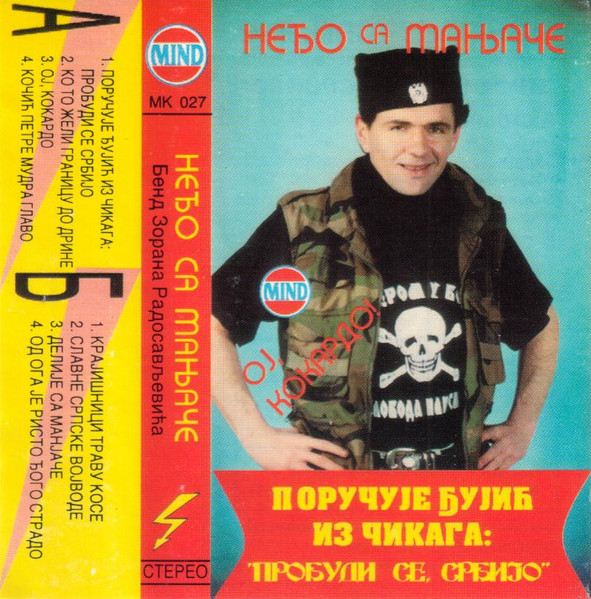 А
1. ПОРУЧУЈЕ ЂУЈИЋ ИЗ ЧИКАГА:
ПРОБУДИ СЕ СРБИЈО
2. КО ТО ЖЕЛИ ГРАНИЦУ ДО ДРИНЕ
3. ОЈ, КОКАРДО
4. КОЧИЋ ПЕТРЕ МУДРА ГЛАВО
Б
1. КРАЈИШНИЦИ ТРАВУ КОСЕ
2. СЛАВНЕ СРПСКЕ ВОЈВОДЕ
3. ДЕЛИЈЕ СА МАНЈАЧЕ
4. ОД ОГА ЈЕ РИСТО ЂОГО СТРАДО
MIND
МК 027
НЕЂО СА МАЊАЧЕ
Бенд Зорана Радосављевића
СТЕРЕО
НЕЂО СА МАЊАЧЕ
MIND
ОЈ,
КОКАРДО!
ПОРУЧУЈЕ ЂУЈИЋ
ИЗ ЧИКАГА:
"ПРОБУДИ СЕ, СРБИЈО"